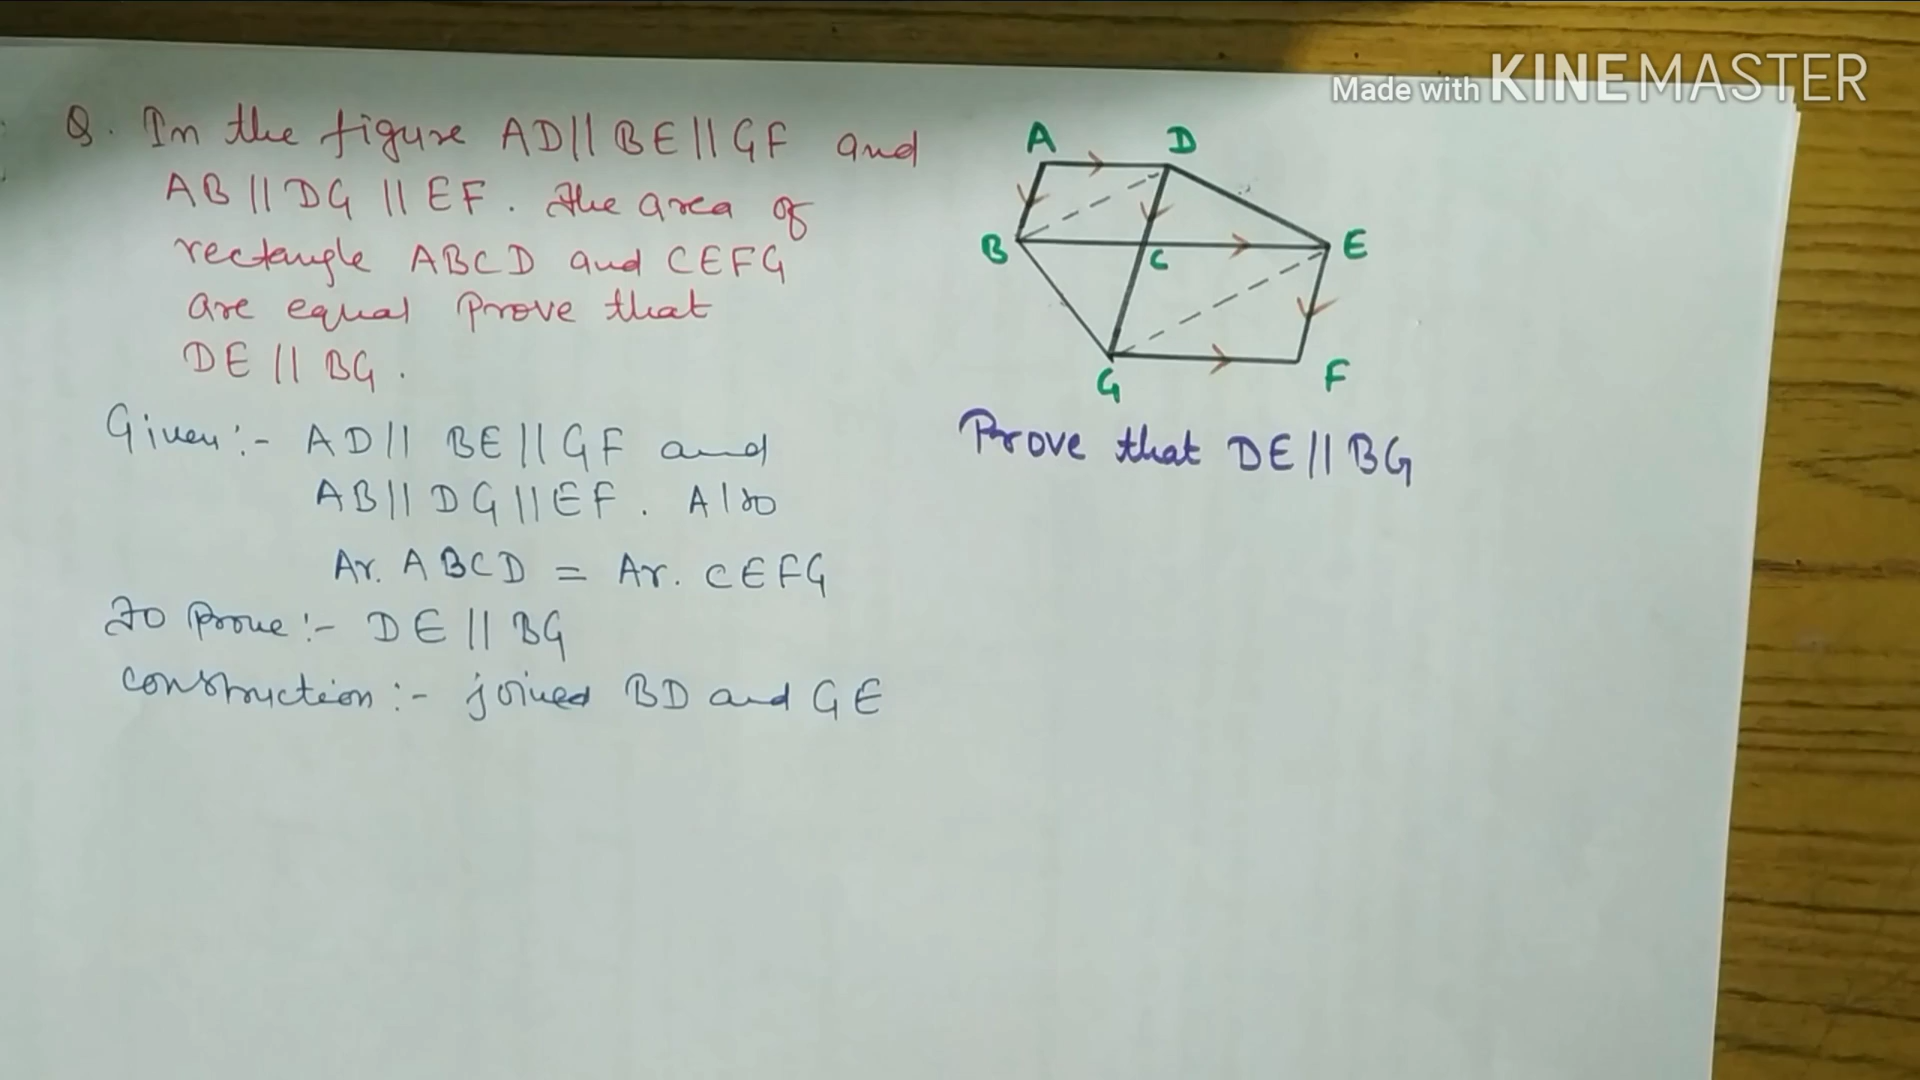 Made with KINEMASTER
Q. In the figure AD||BE||GF and
AB||DG||EF. The area of
rectangle ABCD and CEFG
are equal Prove that
DE||BG.
A
D
B
C
E
G
F
Prove that DE||BG
Given:- AD|| BE||GF and
AB||DG||EF. Also
Ar. ABCD = Ar. CEFG
To Prove:- DE||BG
Construction:- joined BD and GE